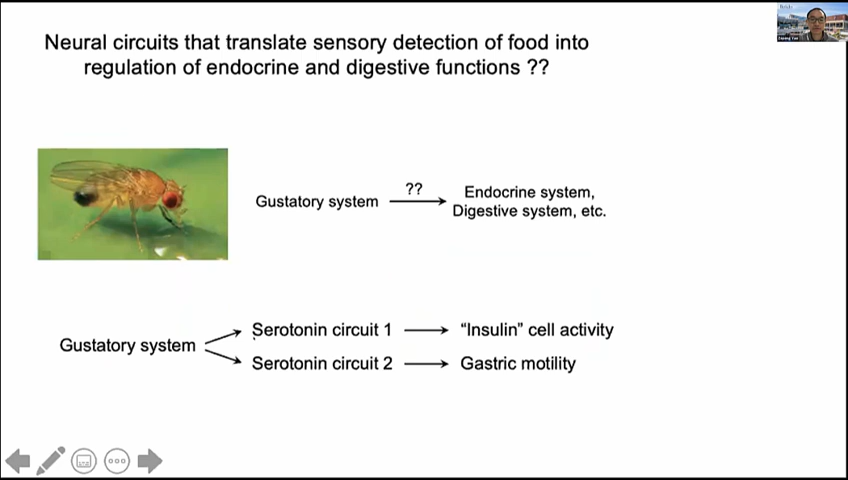 Neural circuits that translate sensory detection of food into
regulation of endocrine and digestive functions ??
Gustatory system
??
Endocrine system,
Digestive system, etc.
Gustatory system
Serotonin circuit 1
"Insulin" cell activity
Serotonin circuit 2
Gastric motility